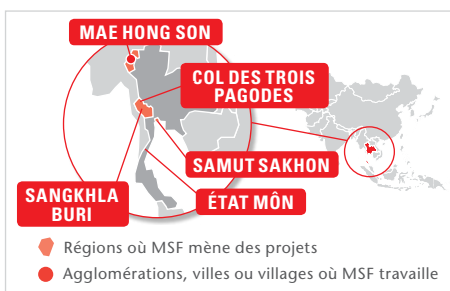 MAE HONG SON
COL DES TROIS
PAGODES
SAMUT SAKHON
SANGKHLA
BURI
ÉTAT MÔN
Régions où MSF mène des projets
Agglomérations, villes ou villages où MSF travaille